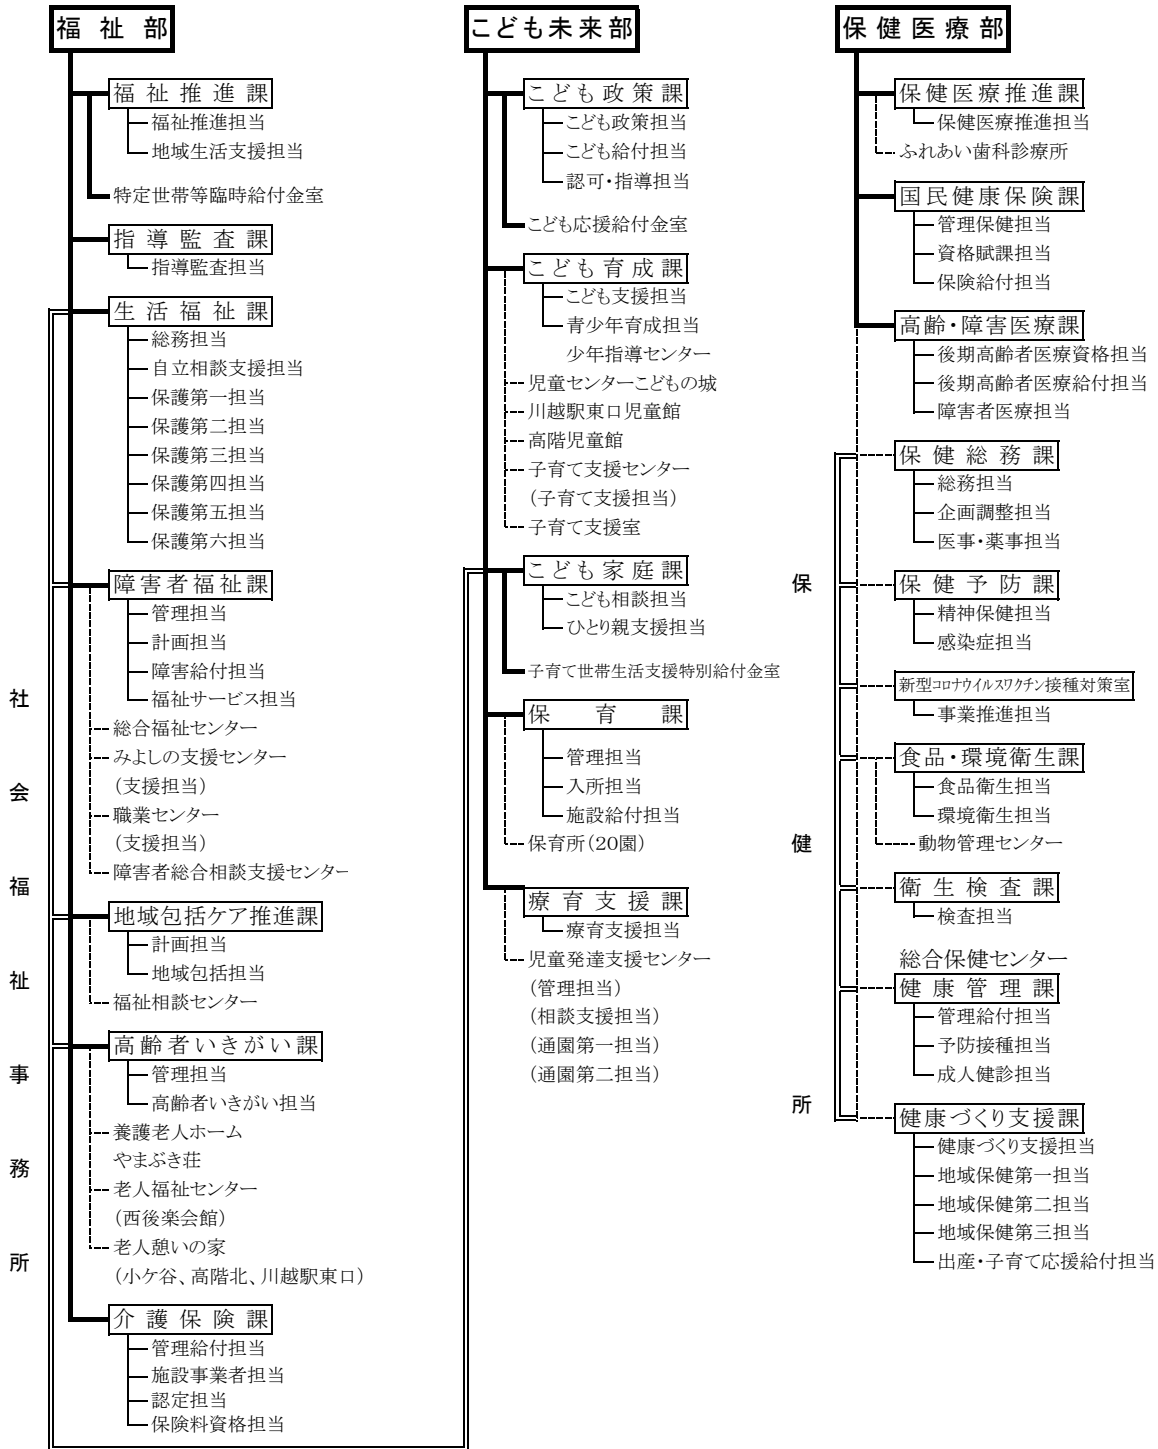 福祉部
福祉推進課
福祉推進担当
地域生活支援担当
特定世帯等臨時給付金室
指導監査課
指導監査担当
生活福祉課
総務担当
自立相談支援担当
保護第一担当
保護第二担当
保護第三担当
保護第四担当
保護第五担当
保護第六担当
障害者福祉課
管理担当
計画担当
障害給付担当
福祉サービス担当
総合福祉センター
みよしの支援センター
(支援担当)
職業センター
(支援担当)
障害者総合相談支援センター
地域包括ケア推進課
計画担当
地域包括担当
福祉相談センター
高齢者いきがい課
管理担当
高齢者いきがい担当
養護老人ホーム
やまぶき荘
老人福祉センター
(西後楽会館)
老人憩いの家
(小ケ谷、高階北、川越駅東口)
介護保険課
管理給付担当
施設事業者担当
認定担当
保険料資格担当
社会福祉事務所
こども未来部
こども政策課
こども政策担当
こども給付担当
認可・指導担当
こども応援給付金室
こども育成課
こども支援担当
青少年育成担当
少年指導センター
児童センターこどもの城
川越駅東口児童館
高階児童館
子育て支援センター
(子育て支援担当)
子育て支援室
こども家庭課
こども相談担当
ひとり親支援担当
子育て世帯生活支援特別給付金室
保育課
管理担当
入所担当
施設給付担当
保育所(20園)
療育支援課
療育支援担当
児童発達支援センター
(管理担当)
(相談支援担当)
(通園第一担当)
(通園第二担当)
保健医療部
保健医療推進課
保健医療推進担当
ふれあい歯科診療所
国民健康保険課
管理保健担当
資格賦課担当
保険給付担当
高齢・障害医療課
後期高齢者医療資格担当
後期高齢者医療給付担当
障害者医療担当
保健総務課
総務担当
企画調整担当
医事・薬事担当
保健予防課
精神保健担当
感染症担当
新型コロナウイルスワクチン接種対策室
事業推進担当
食品・環境衛生課
食品衛生担当
環境衛生担当
動物管理センター
衛生検査課
検査担当
総合保健センター
健康管理課
管理給付担当
予防接種担当
成人健診担当
健康づくり支援課
健康づくり支援担当
地域保健第一担当
地域保健第二担当
地域保健第三担当
出産・子育て応援給付担当
保健所